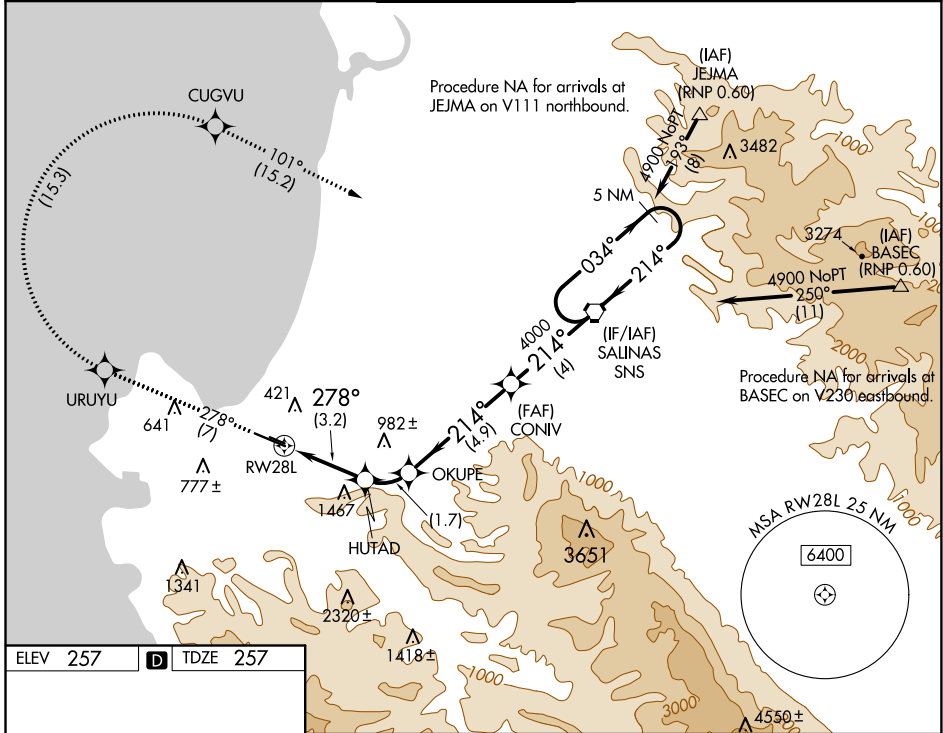 (IAF)
JEJMA
(RNP 0.60)
Procedure NA for arrivals at
JEJMA on V111 northbound.
CUGVU
101°
(15.2)
(15.3)
4900 NoPT
193°
(8)
3482
1000
5 NM
034°
214°
3274
(IAF)
BASEC
(RNP 0.60)
4900 NoPT
250°
(11)
1000
2000
2000
4000
214°
(4)
(IF/IAF)
SALINAS
SNS
Procedure NA for arrivals at
BASEC on V230 eastbound.
URUYU
641
278°
(7)
421
278°
(3.2)
982±
214°
(4.9)
(FAF)
CONIV
RW28L
OKUPE
777±
1467
(1.7)
HUTAD
1000
3651
1000
MSA RW28L 25 NM
6400
1341
2320±
1418±
1000
3000
4550±
ELEV 257
D
TDZE 257